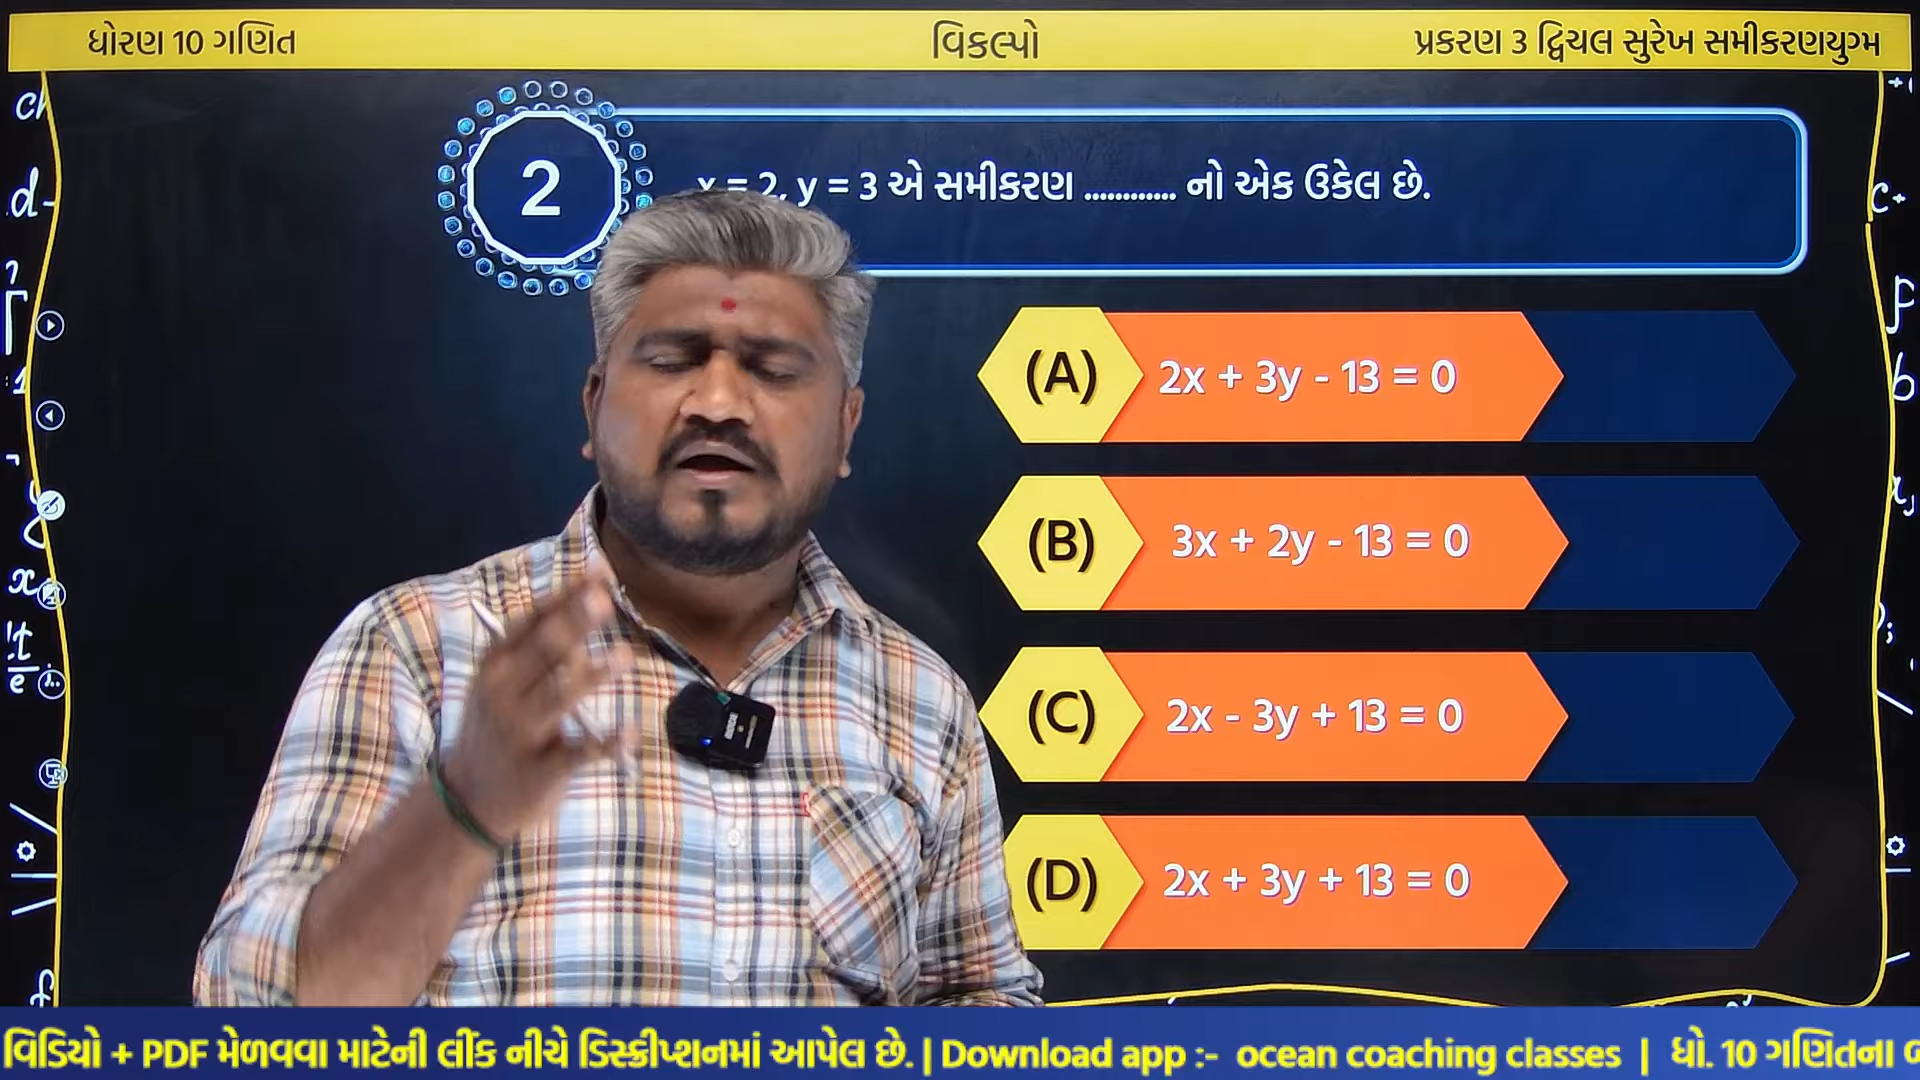 ધોરણ 10 ગણિત
વિકલ્પો
પ્રકરણ 3 દ્વિચલ સુરેખ સમીકરણયુગ્મ
2
x = 2, y = 3 એ સમીકરણ ............ નો એક ઉકેલ છે.
(A) 2x + 3y - 13 = 0
(B) 3x + 2y - 13 = 0
(C) 2x - 3y + 13 = 0
(D) 2x + 3y + 13 = 0
વિડિયો + PDF મેળવવા માટેની લીંક નીચે ડિસ્ક્રીપ્શનમાં આપેલ છે. | Download app :- ocean coaching classes | ધો. 10 ગણિતના